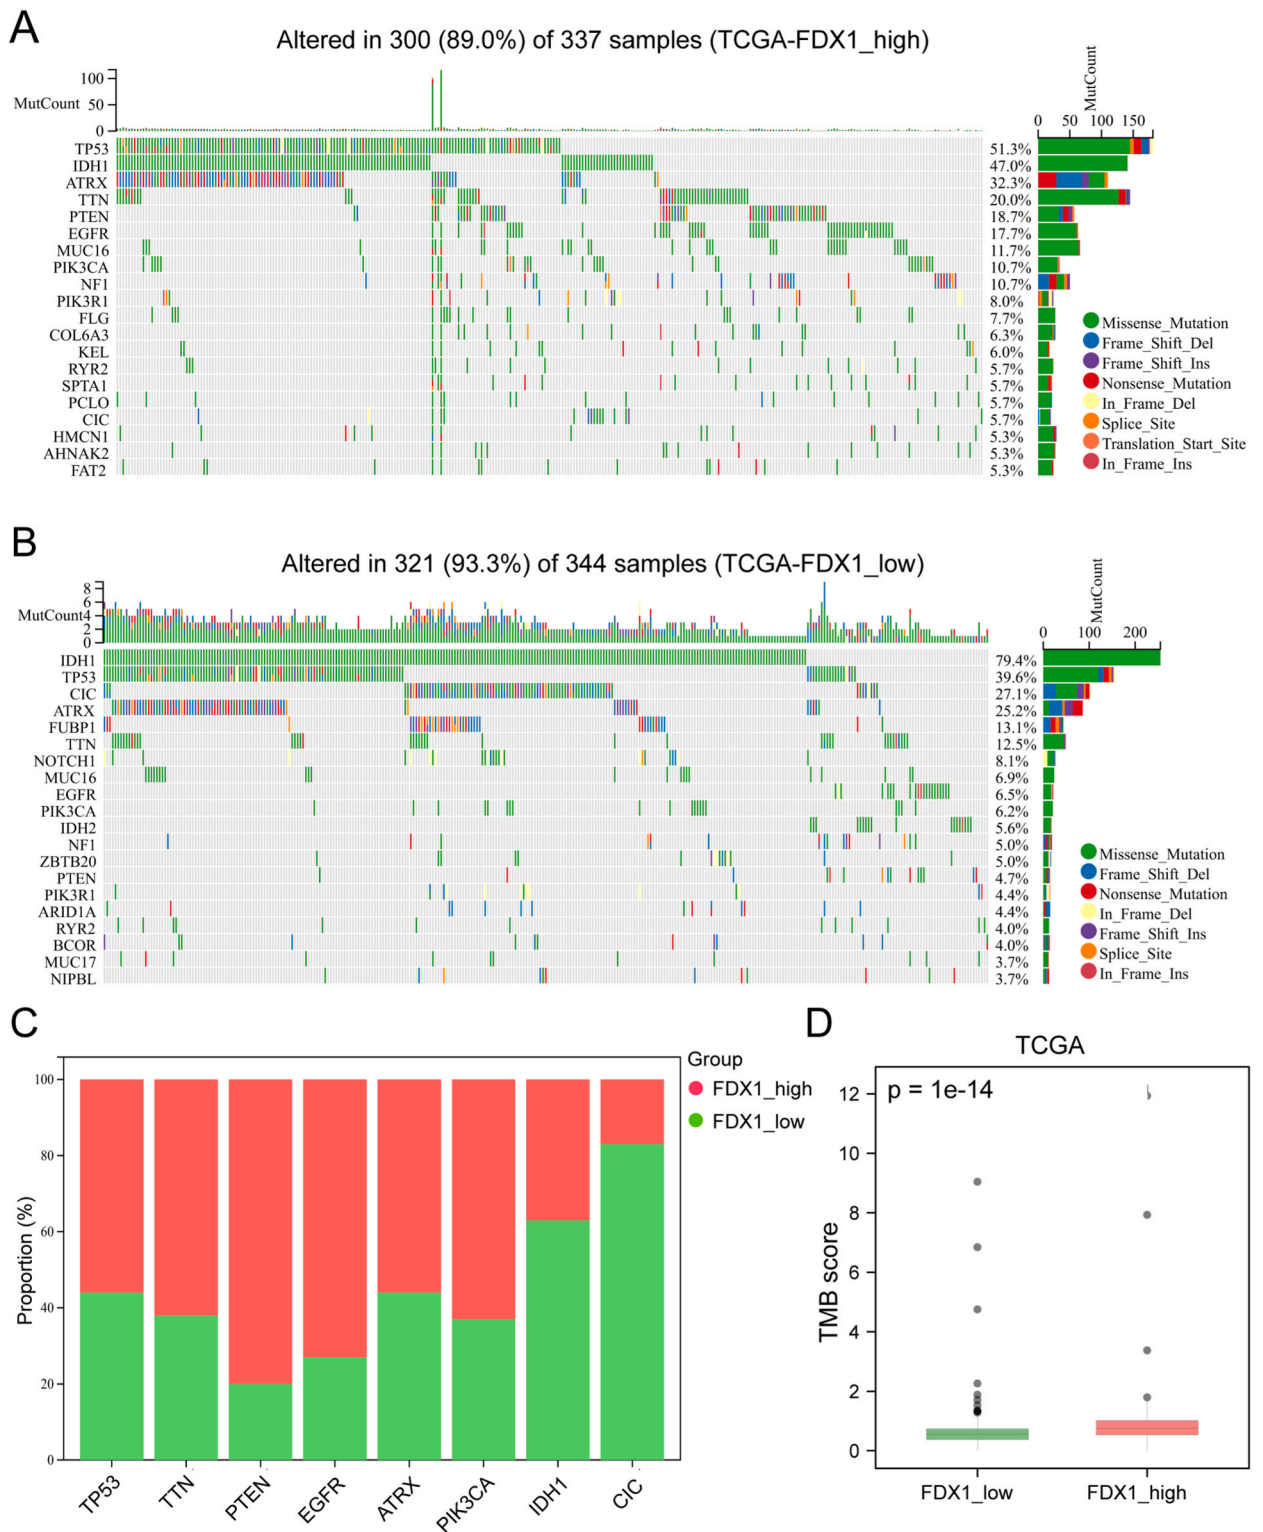 A
Altered in 300 (89.0%) of 337 samples (TCGA-FDX1_high)
MutCount
100
50
0
MutCount
0 50 100 150
TP53 51.3%
IDH1 47.0%
ATRX 32.3%
TTN 20.0%
PTEN 18.7%
EGFR 17.7%
MUC16 11.7%
PIK3CA 10.7%
NF1 10.7%
PIK3R1 8.0%
FLG 7.7%
COL6A3 6.3%
KEL 6.0%
RYR2 5.7%
SPTA1 5.7%
PCLO 5.7%
CIC 5.7%
HMCN1 5.3%
AHNAK2 5.3%
FAT2 5.3%
Missense_Mutation
Frame_Shift_Del
Frame_Shift_Ins
Nonsense_Mutation
In_Frame_Del
Splice_Site
Translation_Start_Site
In_Frame_Ins
B
Altered in 321 (93.3%) of 344 samples (TCGA-FDX1_low)
8
6
MutCount4
2
0
MutCount
0 100 200
IDH1 79.4%
TP53 39.6%
CIC 27.1%
ATRX 25.2%
FUBP1 13.1%
TTN 12.5%
NOTCH1 8.1%
MUC16 6.9%
EGFR 6.5%
PIK3CA 6.2%
IDH2 5.6%
NF1 5.0%
ZBTB20 5.0%
PTEN 4.7%
PIK3R1 4.4%
ARID1A 4.4%
RYR2 4.0%
BCOR 4.0%
MUC17 3.7%
NIPBL 3.7%
Missense_Mutation
Frame_Shift_Del
Nonsense_Mutation
In_Frame_Del
Frame_Shift_Ins
Splice_Site
In_Frame_Ins
C
Proportion (%)
100
80
60
40
20
0
TP53 TTN PTEN EGFR ATRX PIK3CA IDH1 CIC
Group
FDX1_high
FDX1_low
D
TCGA
p = 1e-14
TMB score
12
10
8
6
4
2
0
FDX1_low FDX1_high